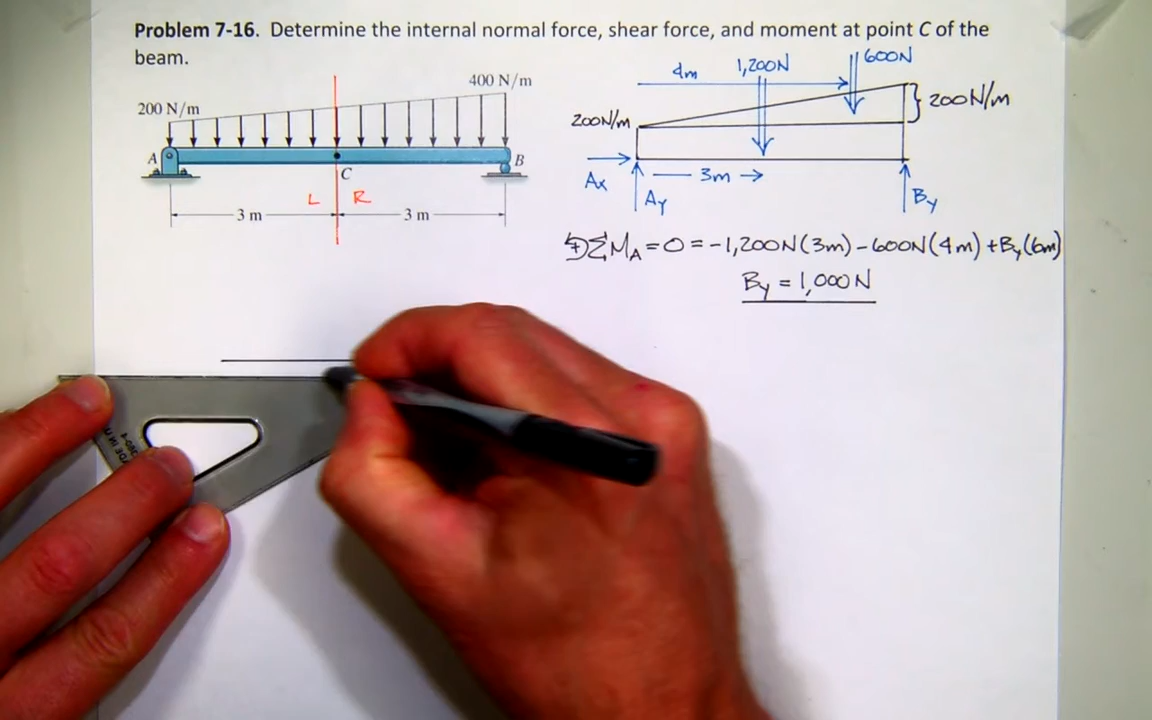 Problem 7-16. Determine the internal normal force, shear force, and moment at point C of the
beam.
200 N/m
400 N/m
A
B
C
L R
3 m
3 m
4m
1,200N
600N
200N/m
200N/m
Ax
Ay
3m
By
+ΣMA=0=-1,200N(3m)-600N(4m)+By(6m)
By=1,000N